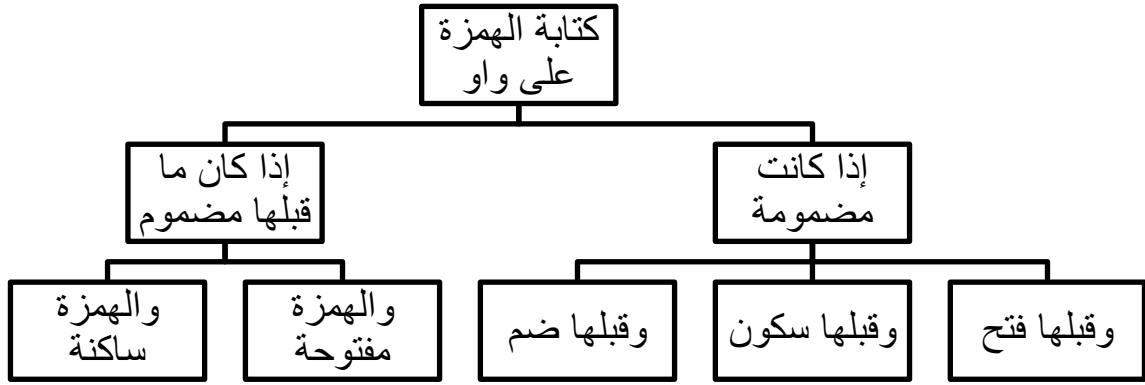 كتابة الهمزة
على واو
إذا كانت
مضمومة
إذا كان ما
قبلها مضموم
وقبلها فتح
وقبلها سكون
وقبلها ضم
والهمزة
مفتوحة
والهمزة
ساكنة